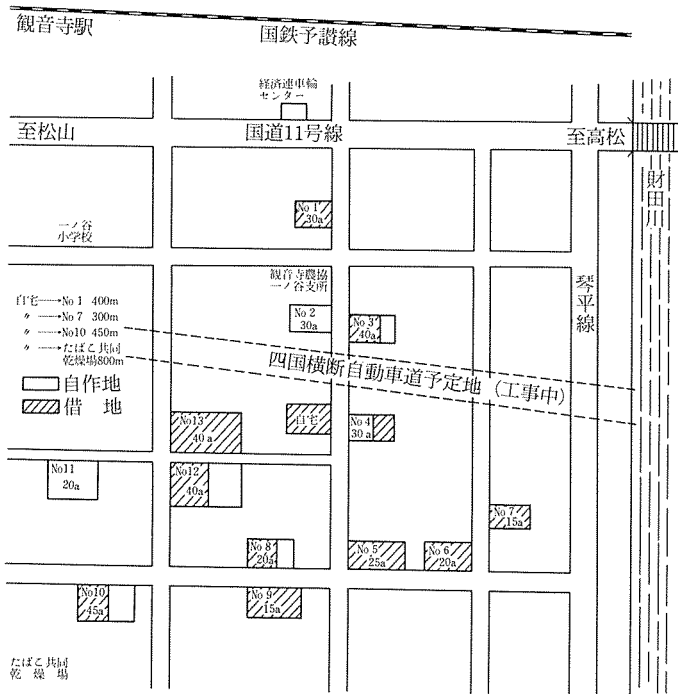 観音寺駅
国鉄予讃線
経済連車輪
センター
至松山
国道11号線
至高松
財田川
No 1
30a
一ノ谷
小学校
観音寺農協
一ノ谷支所
琴平線
自宅→No 1 400m
〃→No 7 300m
〃→No10 450m
〃→たばこ共同
乾燥場800m
No 2
30a
No 3
40a
四国横断自動車道予定地（工事中）
自作地
借地
No13
40a
自宅
No 4
30a
No11
20a
No12
40a
No 7
15a
No 8
20a
No 5
25a
No 6
20a
No10
45a
No 9
15a
たばこ共同
乾燥場